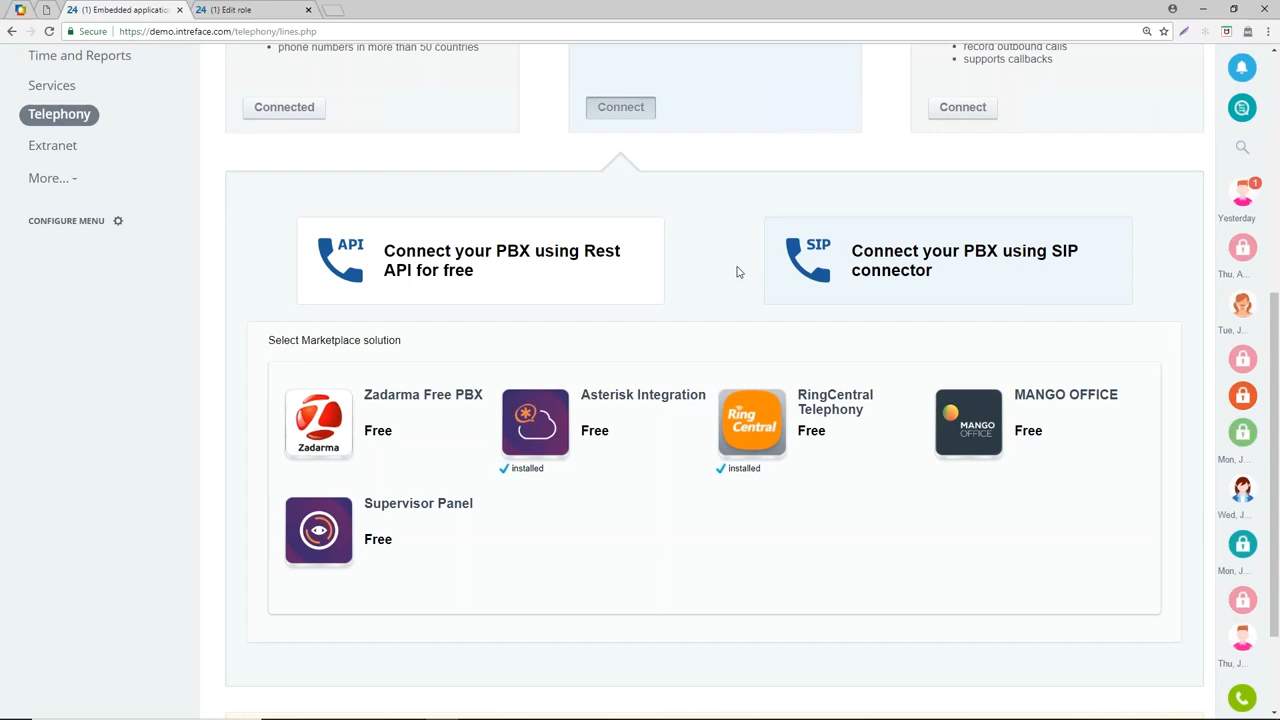 24 (1) Embedded applicatio
24 (1) Edit role
Secure https://demo.intreface.com/telephony/lines.php
Time and Reports
Services
Telephony
Extranet
More...
CONFIGURE MENU
• phone numbers in more than 50 countries
• record outbound calls
• supports callbacks
Connected
Connect
Connect
API
Connect your PBX using Rest
API for free
SIP
Connect your PBX using SIP
connector
Select Marketplace solution
Zadarma
Zadarma Free PBX
Free
Asterisk Integration
Free
installed
Ring
Central
RingCentral
Telephony
Free
installed
MANGO
OFFICE
MANGO OFFICE
Free
Supervisor Panel
Free
1
Yesterday
Thu, A...
Tue, J...
Mon, J...
Wed, J...
Mon, J...
Thu, J...